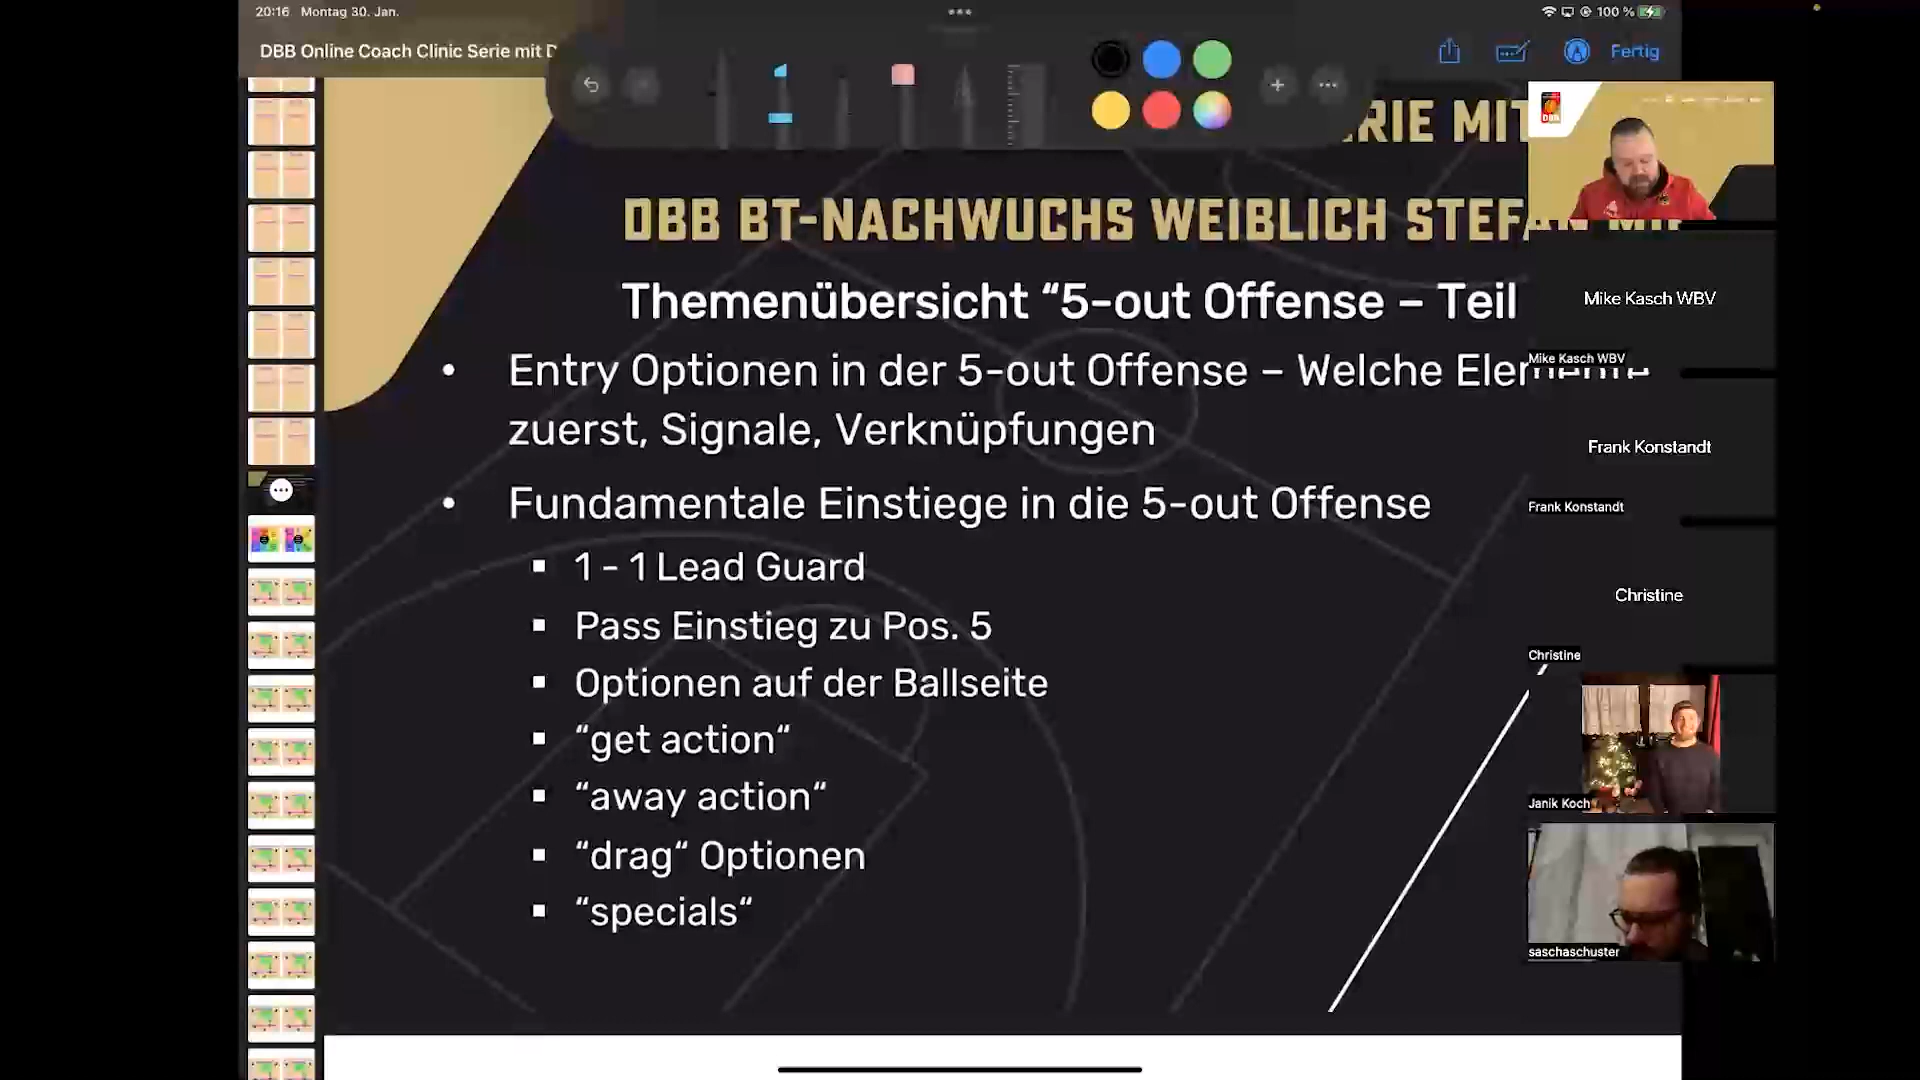 20:16 Montag 30. Jan.
100 %
DBB Online Coach Clinic Serie mit D
Fertig
ERIE MIT
DBB
DBB BT-NACHWUCHS WEIBLICH STEFAN
Themenübersicht “5-out Offense – Teil
• Entry Optionen in der 5-out Offense – Welche Elemente
zuerst, Signale, Verknüpfungen
• Fundamentale Einstiege in die 5-out Offense
▪ 1 - 1 Lead Guard
▪ Pass Einstieg zu Pos. 5
▪ Optionen auf der Ballseite
▪ “get action“
▪ “away action“
▪ “drag“ Optionen
▪ “specials“
Mike Kasch WBV
Mike Kasch WBV
Frank Konstandt
Frank Konstandt
Christine
Christine
Janik Koch
saschaschuster